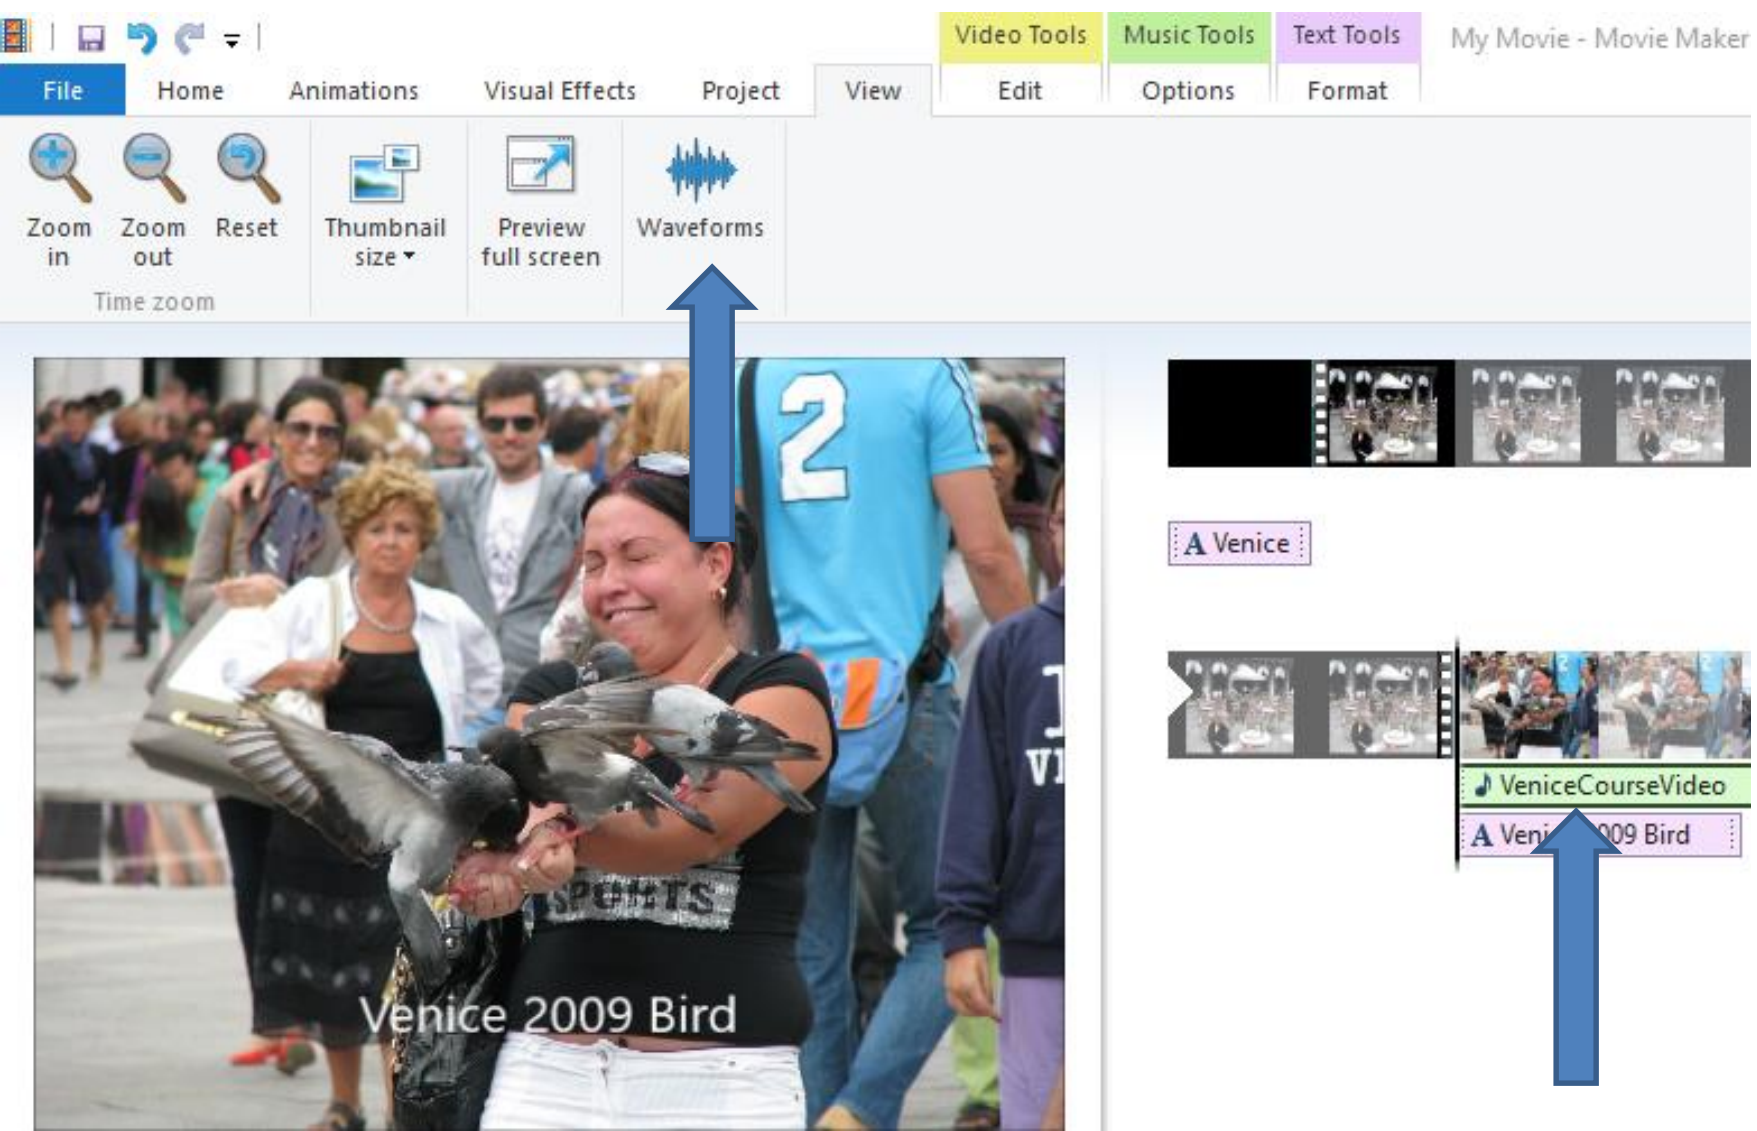 Video Tools Music Tools Text Tools My Movie - Movie Maker
File Home Animations Visual Effects Project View Edit Options Format
Zoom in
Zoom out
Reset
Thumbnail size
Preview full screen
Waveforms
Time zoom
2
A Venice
VeniceCourseVideo
A 2009 Bird
SPORTS
Venice 2009 Bird